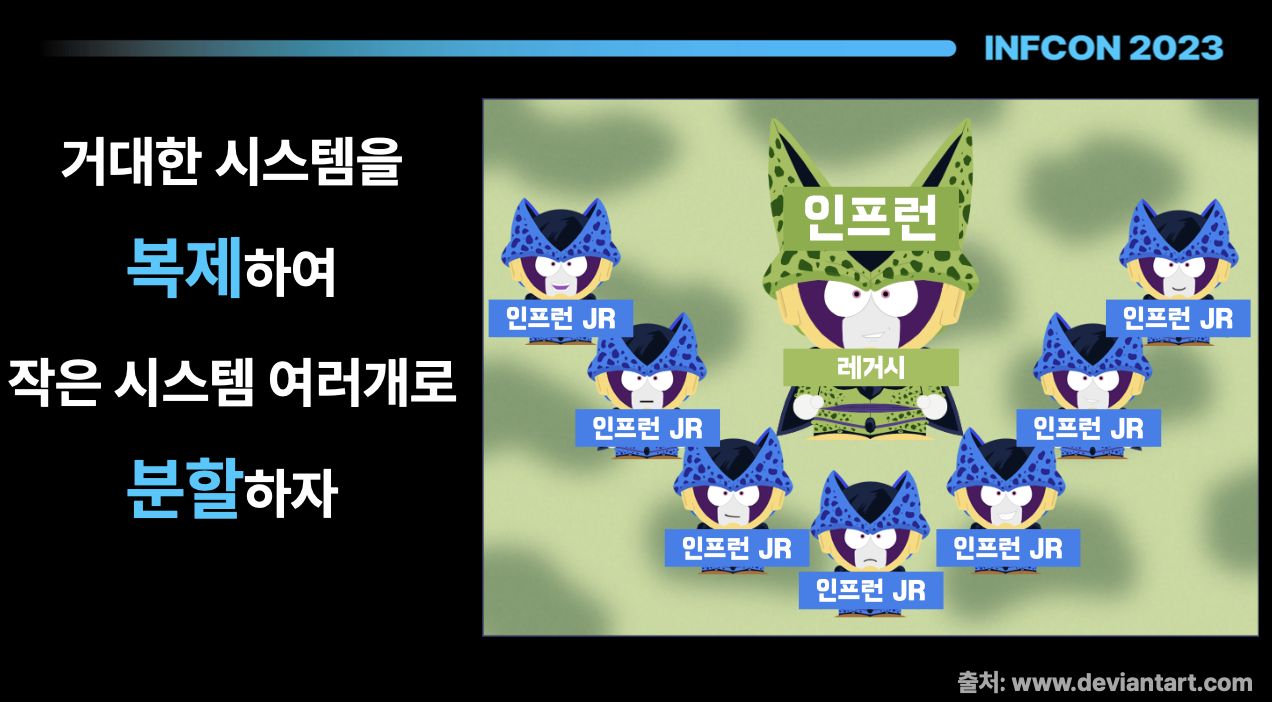 INFCON 2023
거대한 시스템을
복제하여
작은 시스템 여러개로
분할하자
인프런
레거시
인프런 JR
인프런 JR
인프런 JR
인프런 JR
인프런 JR
인프런 JR
인프런 JR
출처: www.deviantart.com